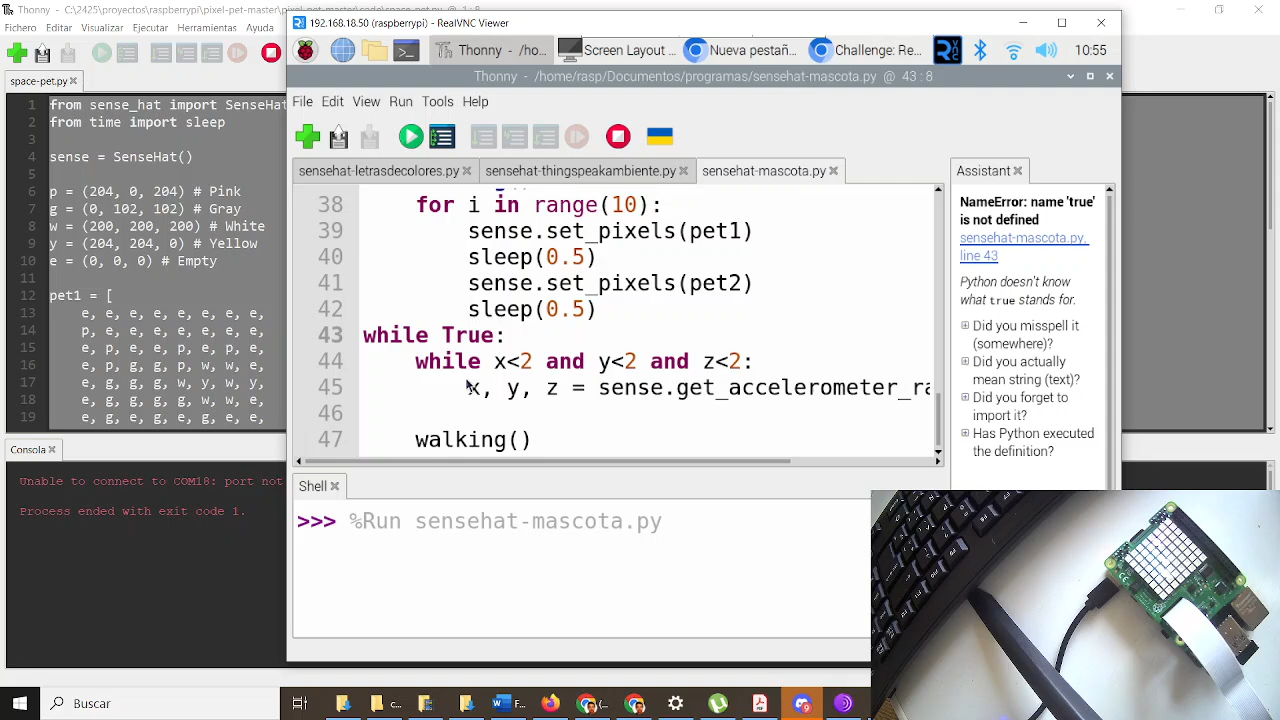 C:\2425\proyectos\raspberrypi\pixel-pet-master\
192.168.18.50 (raspberrypi) - RealVNC Viewer
Fichero
Editar
Visualizar
Ejecutar
Herramientas
Ayuda
Thonny - /ho...
Screen Layout ...
Nueva pestañ...
Challenge: Re...
10:55
Thonny - /home/rasp/Documentos/programas/sensehat-mascota.py @ 43 : 8
File Edit View Run Tools Help
space-pet.py
1 from sense_hat import SenseHat
2 from time import sleep
3
4 sense = SenseHat()
5
6 p = (204, 0, 204) # Pink
7 g = (0, 102, 102) # Gray
8 w = (200, 200, 200) # White
9 y = (204, 204, 0) # Yellow
10 e = (0, 0, 0) # Empty
11
12 pet1 = [
13 e, e, e, e, e, e, e,
14 p, e, e, e, e, e, e,
15 e, p, e, e, p, e, p, e,
16 e, p, g, g, p, w, w, e,
17 e, g, g, g, w, y, w, y,
18 e, g, g, g, g, w, w, e,
19 e, g, e, g, e, g, e, e,
sensehat-letrasdecolores.py
sensehat-thingspeakambiente.py
sensehat-mascota.py
38 for i in range(10):
39 sense.set_pixels(pet1)
40 sleep(0.5)
41 sense.set_pixels(pet2)
42 sleep(0.5)
43 while True:
44 while x<2 and y<2 and z<2:
45 x, y, z = sense.get_accelerometer_ra
46
47 walking()
Assistant
NameError: name 'true'
is not defined
sensehat-mascota.py,
line 43
Python doesn't know
what true stands for.
Did you misspell it
(somewhere)?
Did you actually
mean string (text)?
Did you forget to
import it?
Has Python executed
the definition?
Consola
Unable to connect to COM18: port not
Process ended with exit code 1.
Shell
>>> %Run sensehat-mascota.py
Buscar